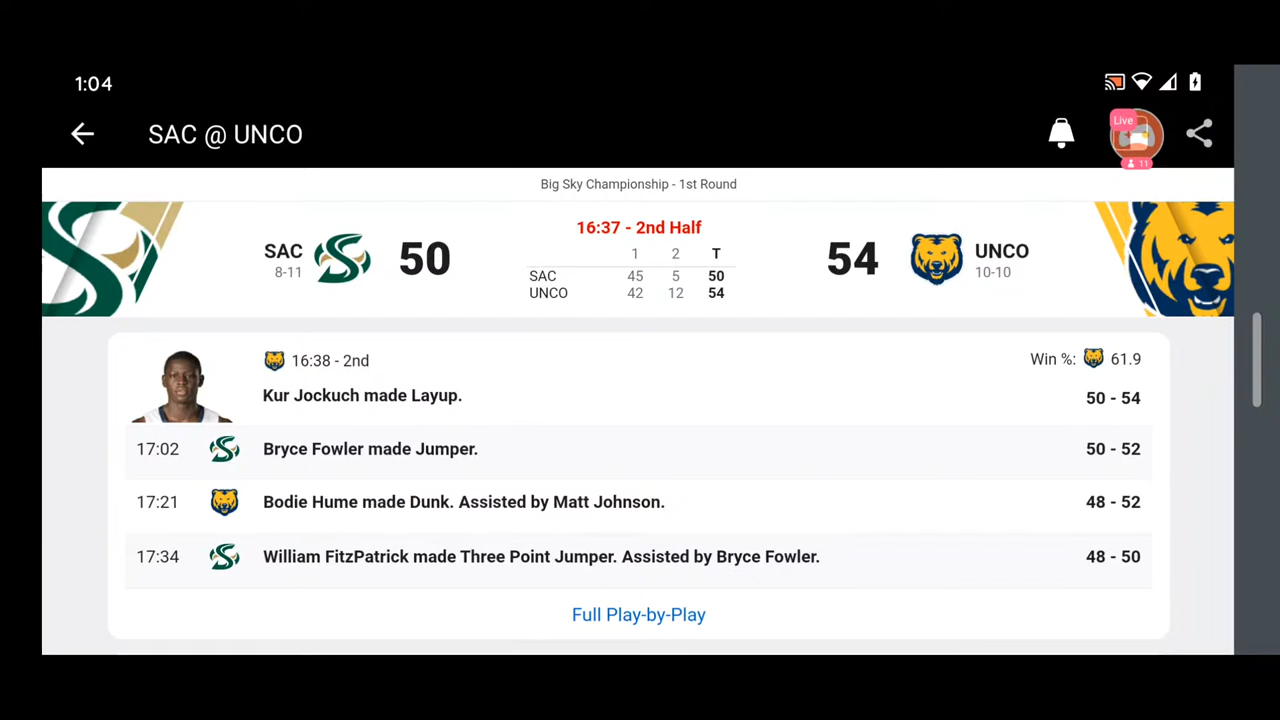 1:04
SAC @ UNCO
Live
11
Big Sky Championship - 1st Round
16:37 - 2nd Half
SAC
8-11
50
54
UNCO
10-10
1 2 T
SAC 45 5 50
UNCO 42 12 54
16:38 - 2nd
Win %: 61.9
Kur Jockuch made Layup.
50 - 54
17:02 Bryce Fowler made Jumper. 50 - 52
17:21 Bodie Hume made Dunk. Assisted by Matt Johnson. 48 - 52
17:34 William FitzPatrick made Three Point Jumper. Assisted by Bryce Fowler. 48 - 50
Full Play-by-Play